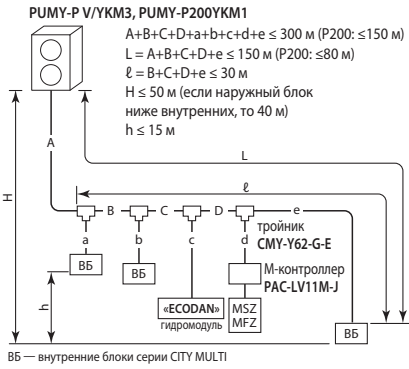 PUMY-P V/YKM3, PUMY-P200YKM1
A+B+C+D+a+b+c+d+e ≤ 300 м (P200: ≤150 м)
L = A+B+C+D+e ≤ 150 м (P200: ≤80 м)
ℓ = B+C+D+e ≤ 30 м
H ≤ 50 м (если наружный блок
ниже внутренних, то 40 м)
h ≤ 15 м
A
L
H
ℓ
B
C
D
e
тройник
CMY-Y62-G-E
a
b
c
d
М-контроллер
PAC-LV11M-J
ВБ
ВБ
h
«ECODAN»
гидромодуль
MSZ
MFZ
ВБ
ВБ — внутренние блоки серии CITY MULTI